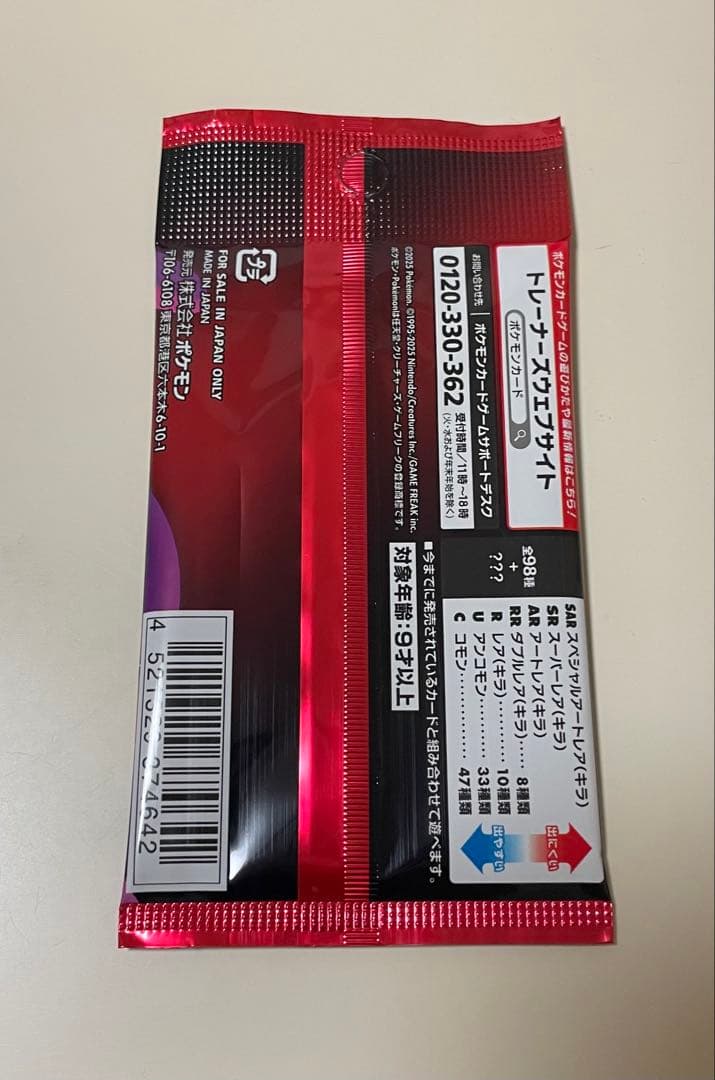 ポケモンカードゲームの遊びかたや最新情報はこちら！
トレーナーズウェブサイト
ポケモンカード
お問い合わせ先
ポケモンカードゲームサポートデスク
0120-330-362
受付時間／11時～18時
（火・水および年末年始を除く）
©2025 Pokémon. ©1995-2025 Nintendo/Creatures Inc./GAME FREAK inc.
ポケモン・Pokémonは任天堂・クリーチャーズ・ゲームフリークの登録商標です。
全98種
+
???
SAR スペシャルアートレア（キラ）
SR スーパーレア（キラ）
AR アートレア（キラ）
RR ダブルレア（キラ）…… 8種類
R レア（キラ）………… 10種類
U アンコモン………… 33種類
C コモン……………… 47種類
出にくい
出やすい
■今までに発売されているカードと組み合わせて遊べます。
対象年齢：9才以上
プラ
FOR SALE IN JAPAN ONLY
MADE IN JAPAN
発売元 株式会社 ポケモン
〒106-6108 東京都港区六本木6-10-1
4 521329 374642